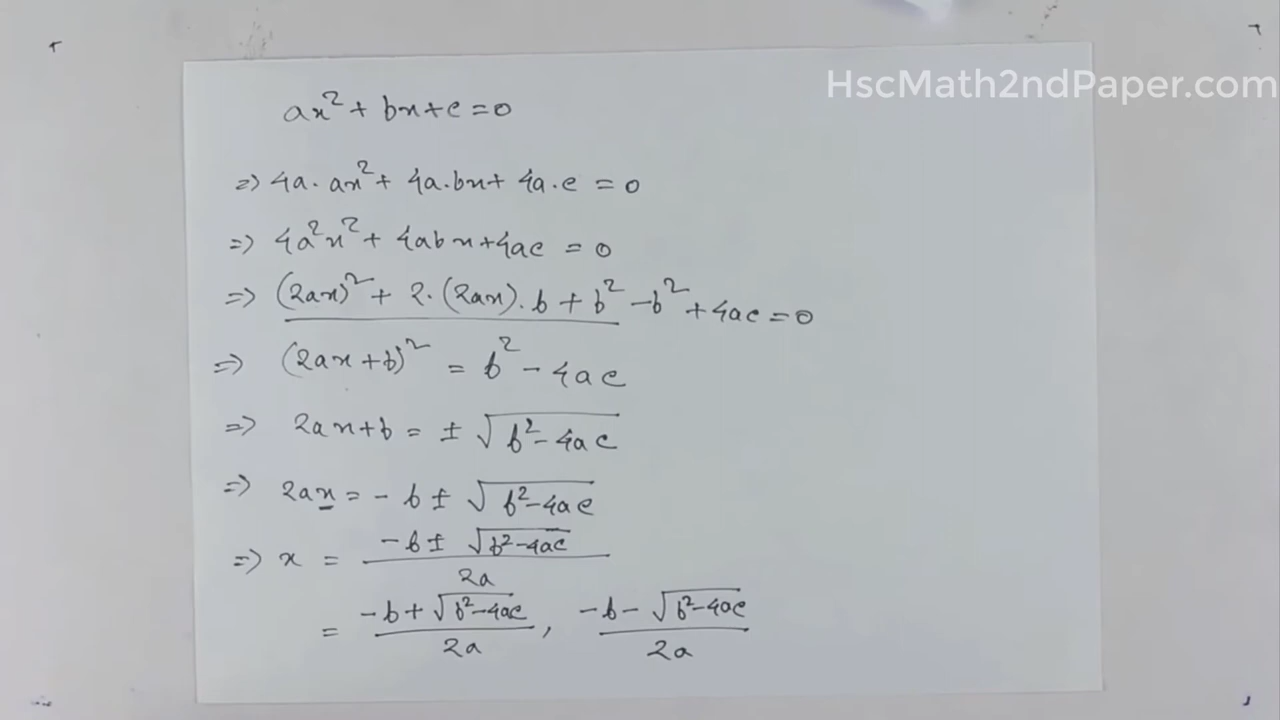 HscMath2ndPaper.com
ax² + bx + c = 0
=> 4a · ax² + 4a · bx + 4a · c = 0
=> 4a²x² + 4abx + 4ac = 0
=> (2ax)² + 2 · (2ax) · b + b² - b² + 4ac = 0
=> (2ax + b)² = b² - 4ac
=> 2ax + b = ± √(b² - 4ac)
=> 2ax = - b ± √(b² - 4ac)
=> x = (-b ± √(b² - 4ac)) / 2a
= (-b + √(b² - 4ac)) / 2a , (-b - √(b² - 4ac)) / 2a